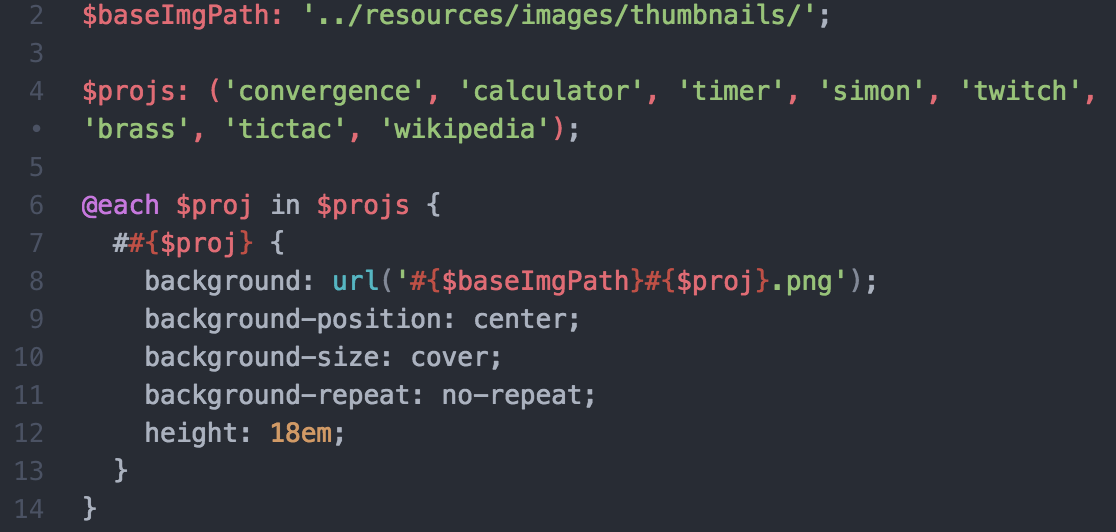 2 $baseImgPath: '../resources/images/thumbnails/';
3
4 $projs: ('convergence', 'calculator', 'timer', 'simon', 'twitch',
• 'brass', 'tictac', 'wikipedia');
5
6 @each $proj in $projs {
7 ##{$proj} {
8 background: url('#{$baseImgPath}#{$proj}.png');
9 background-position: center;
10 background-size: cover;
11 background-repeat: no-repeat;
12 height: 18em;
13 }
14 }